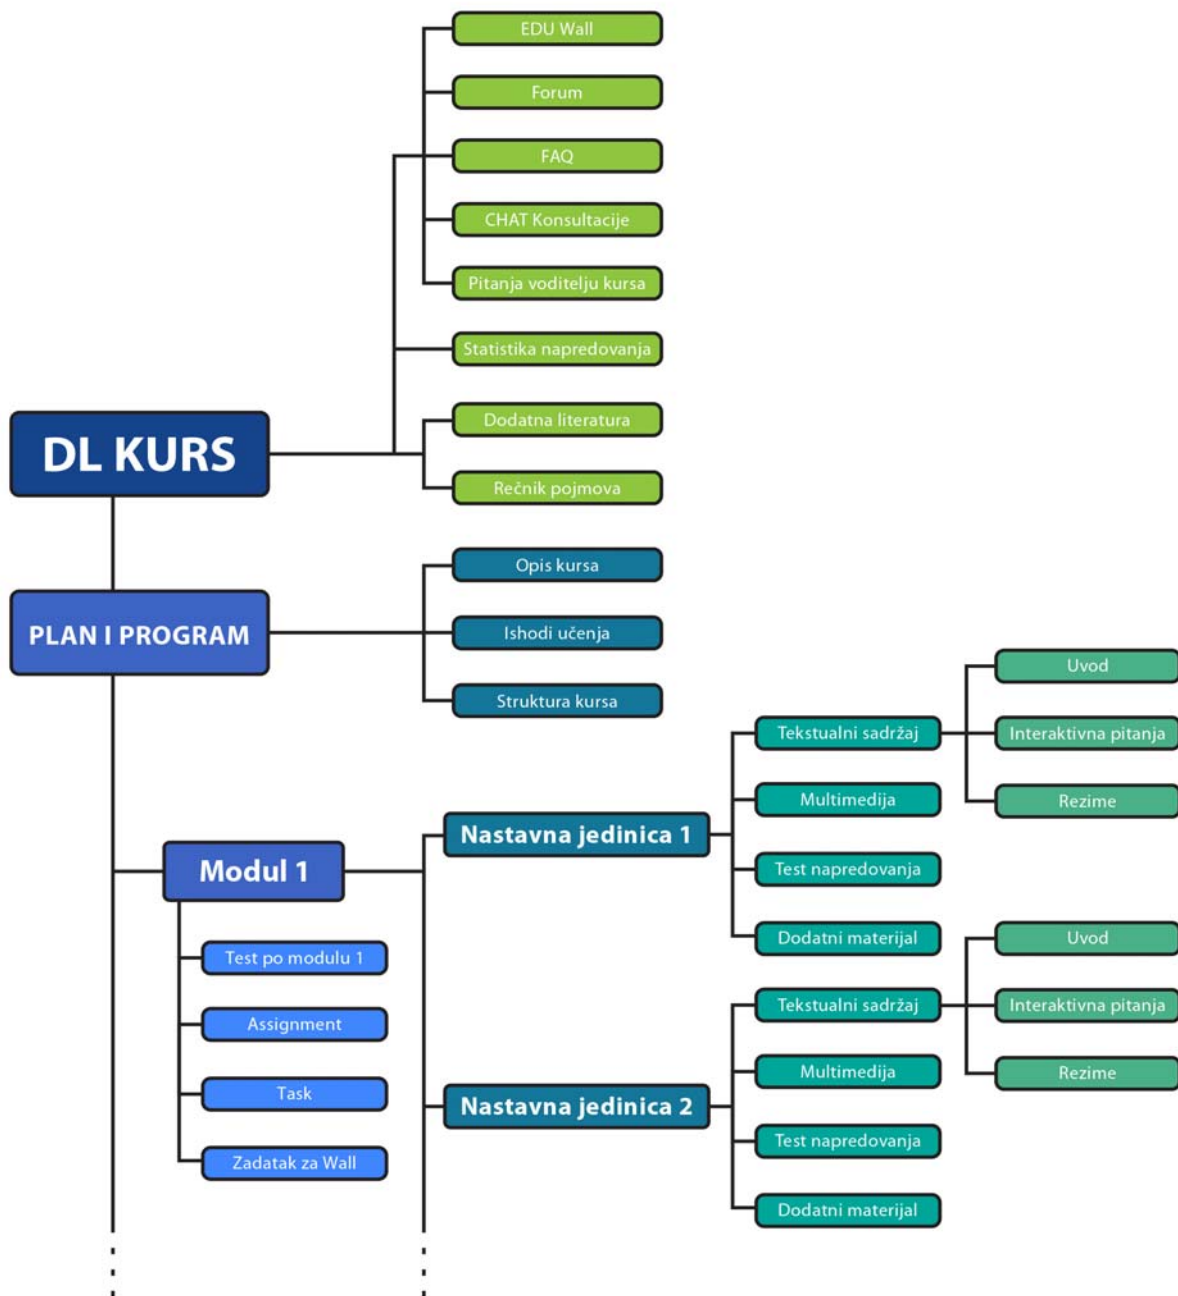 EDU Wall
Forum
FAQ
CHAT Konsultacije
Pitanja voditelju kursa
Statistika napredovanja
Dodatna literatura
Rečnik pojmova
DL KURS
PLAN I PROGRAM
Opis kursa
Ishodi učenja
Struktura kursa
Modul 1
Test po modulu 1
Assignment
Task
Zadatak za Wall
Nastavna jedinica 1
Tekstualni sadržaj
Multimedija
Test napredovanja
Dodatni materijal
Uvod
Interaktivna pitanja
Rezime
Nastavna jedinica 2
Tekstualni sadržaj
Multimedija
Test napredovanja
Dodatni materijal
Uvod
Interaktivna pitanja
Rezime